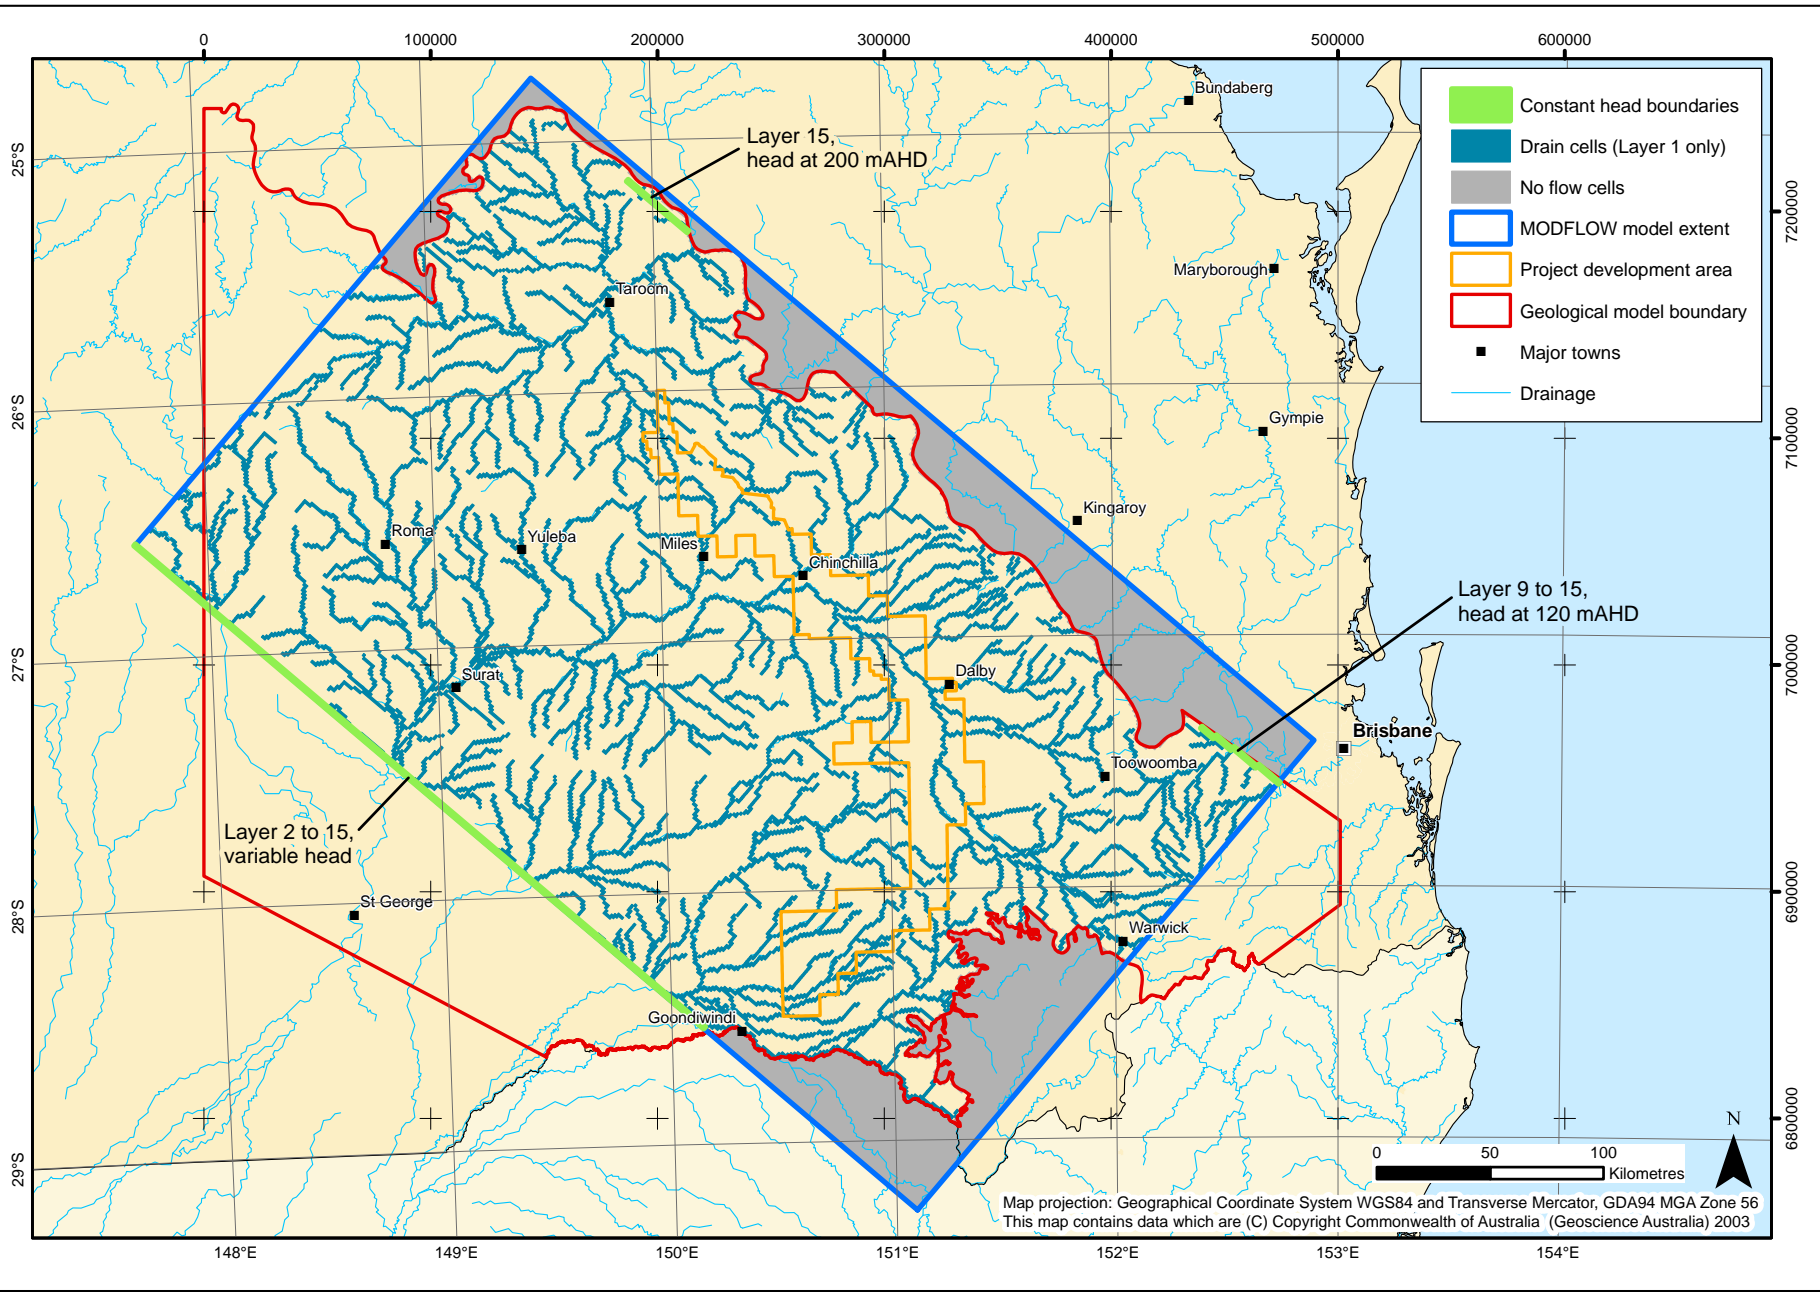 0
100000
200000
300000
400000
500000
600000
Constant head boundaries
Drain cells (Layer 1 only)
No flow cells
MODFLOW model extent
Project development area
Geological model boundary
Major towns
Drainage
Bundaberg
Layer 15,
head at 200 mAHD
25°S
7200000
Maryborough
Taroom
26°S
Gympie
7100000
Kingaroy
Roma
Yuleba
Miles
Chinchilla
Layer 9 to 15,
head at 120 mAHD
27°S
7000000
Surat
Dalby
Brisbane
Toowoomba
Layer 2 to 15,
variable head
St George
28°S
6900000
Warwick
Goondiwindi
29°S
6800000
N
0
50
100
Kilometres
Map projection: Geographical Coordinate System WGS84 and Transverse Mercator, GDA94 MGA Zone 56
This map contains data which are (C) Copyright Commonwealth of Australia (Geoscience Australia) 2003
148°E
149°E
150°E
151°E
152°E
153°E
154°E